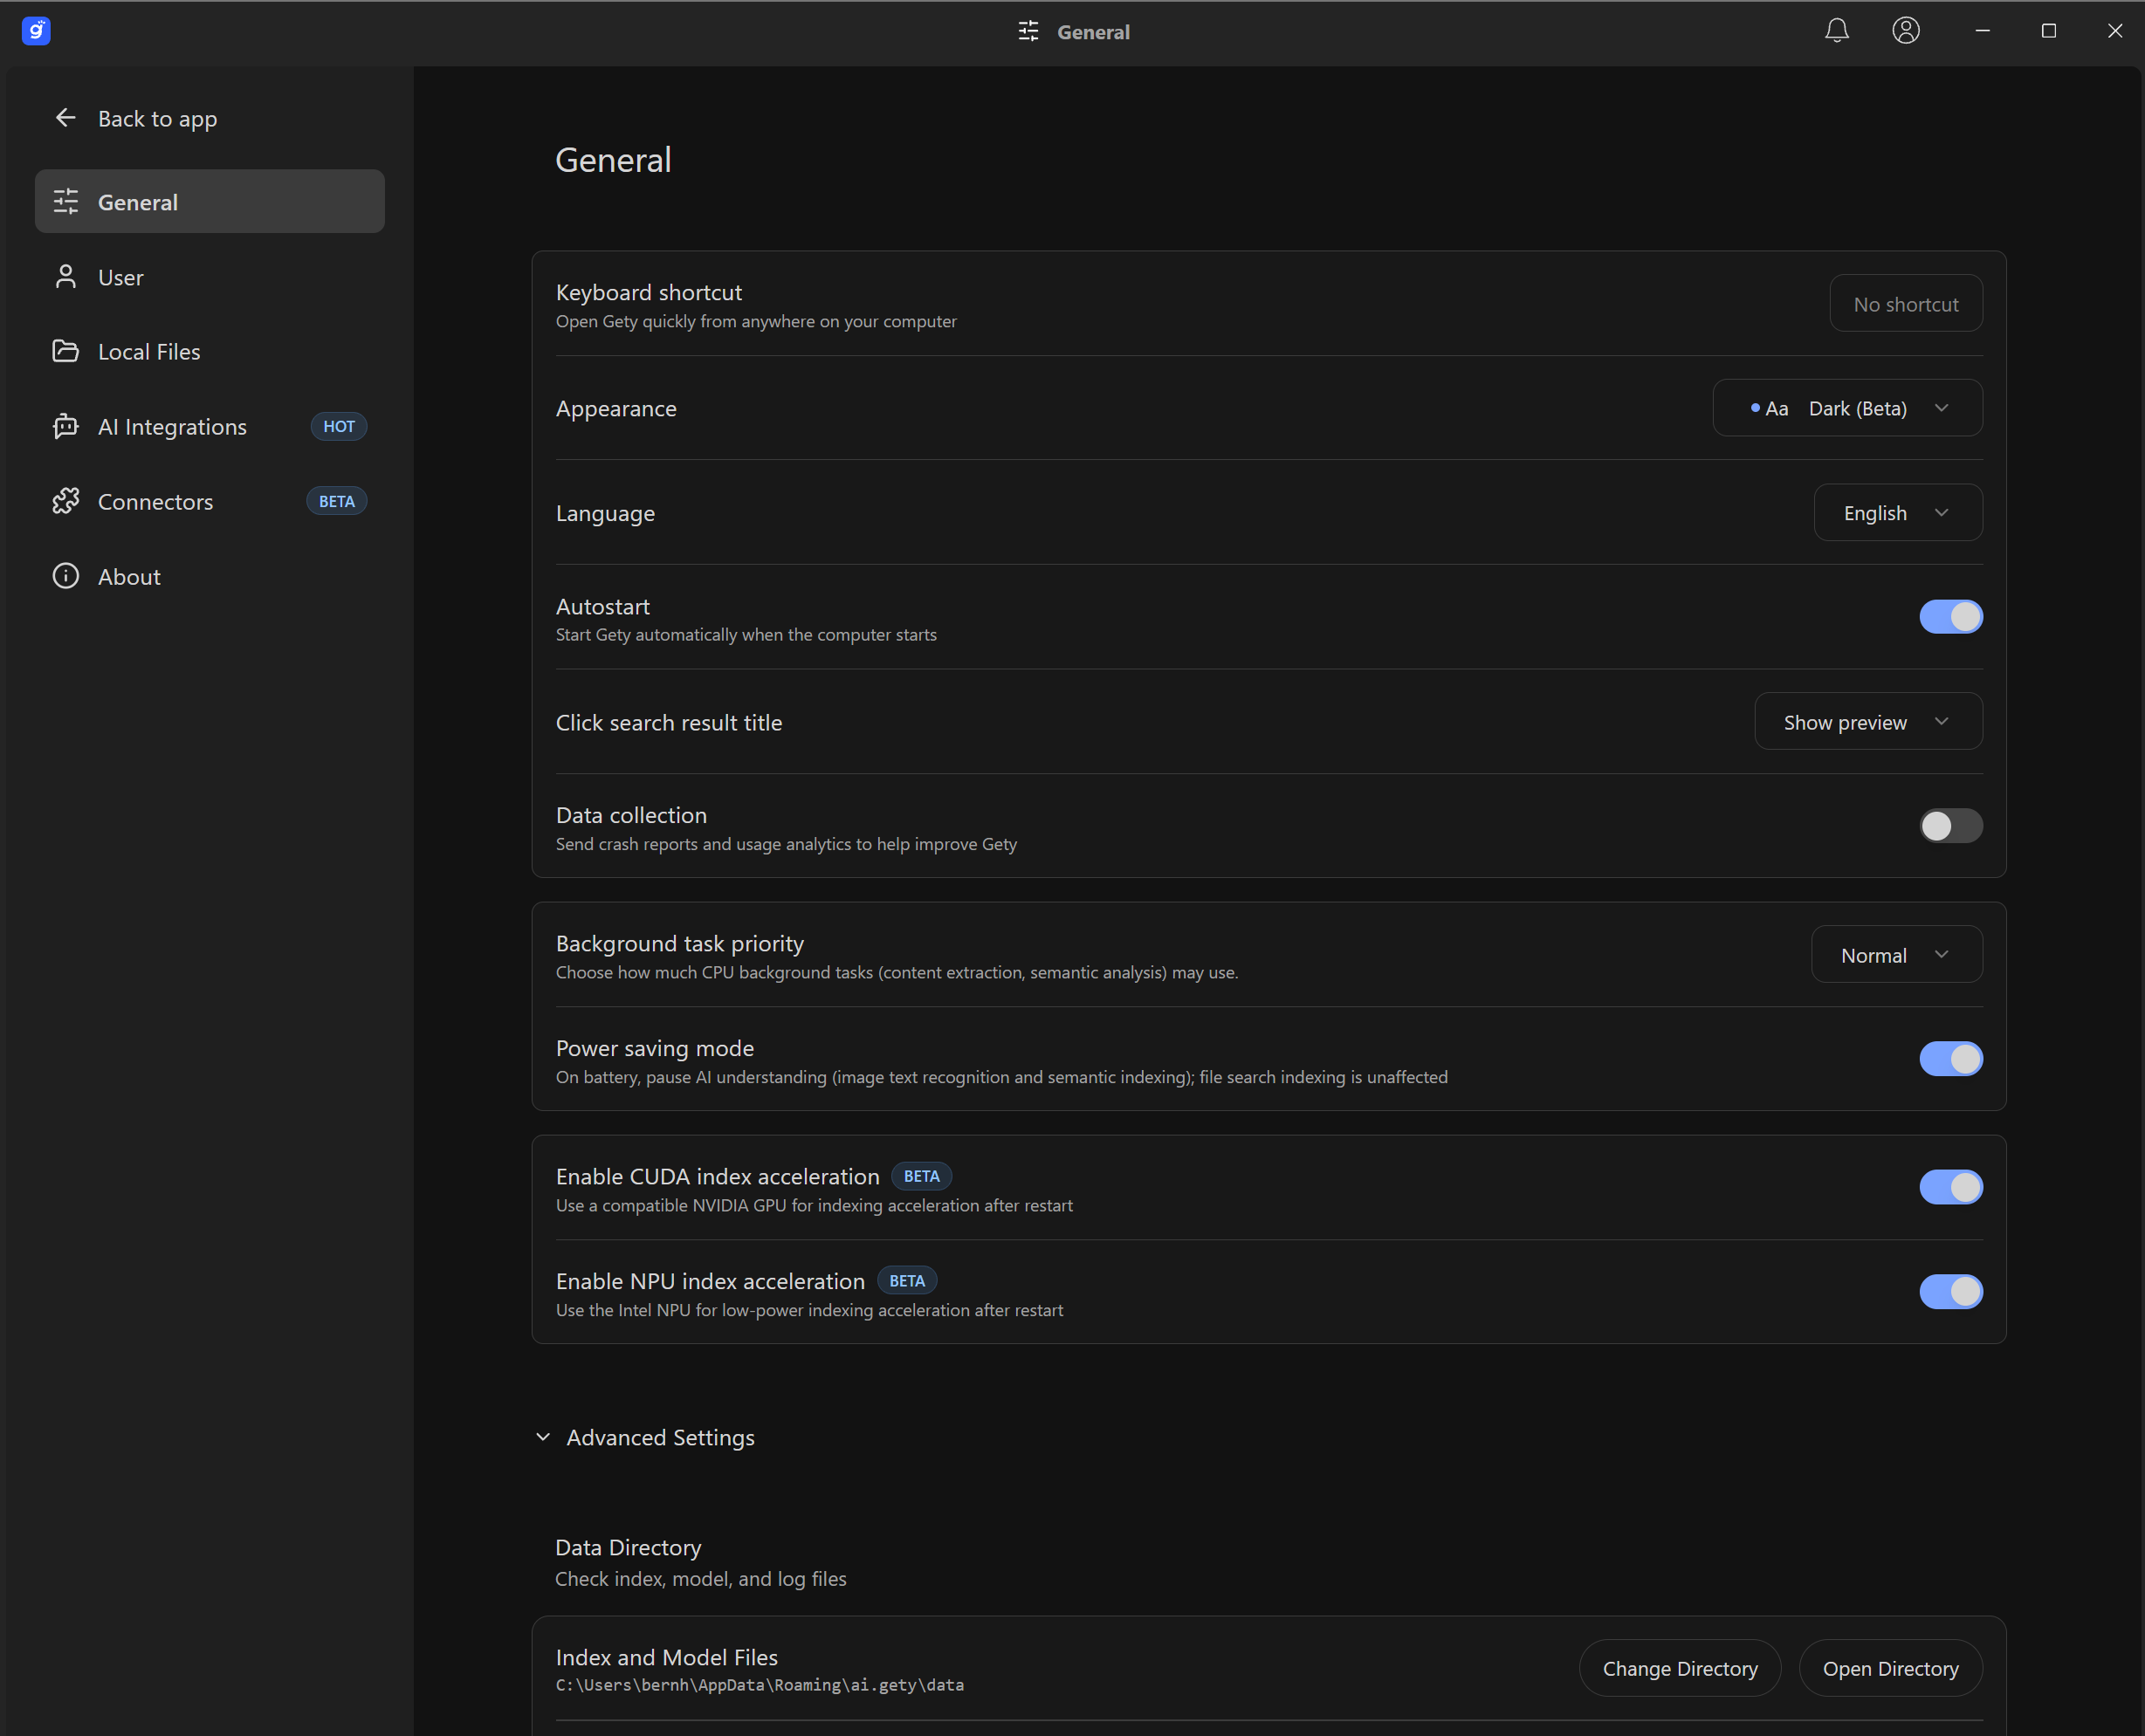 General
Back to app
General
User
Local Files
AI Integrations HOT
Connectors BETA
About
General
Keyboard shortcut
Open Gety quickly from anywhere on your computer
No shortcut
Appearance
Aa Dark (Beta)
Language
English
Autostart
Start Gety automatically when the computer starts
Click search result title
Show preview
Data collection
Send crash reports and usage analytics to help improve Gety
Background task priority
Choose how much CPU background tasks (content extraction, semantic analysis) may use.
Normal
Power saving mode
On battery, pause AI understanding (image text recognition and semantic indexing); file search indexing is unaffected
Enable CUDA index acceleration BETA
Use a compatible NVIDIA GPU for indexing acceleration after restart
Enable NPU index acceleration BETA
Use the Intel NPU for low-power indexing acceleration after restart
Advanced Settings
Data Directory
Check index, model, and log files
Index and Model Files
C:\Users\bernh\AppData\Roaming\ai.gety\data
Change Directory
Open Directory